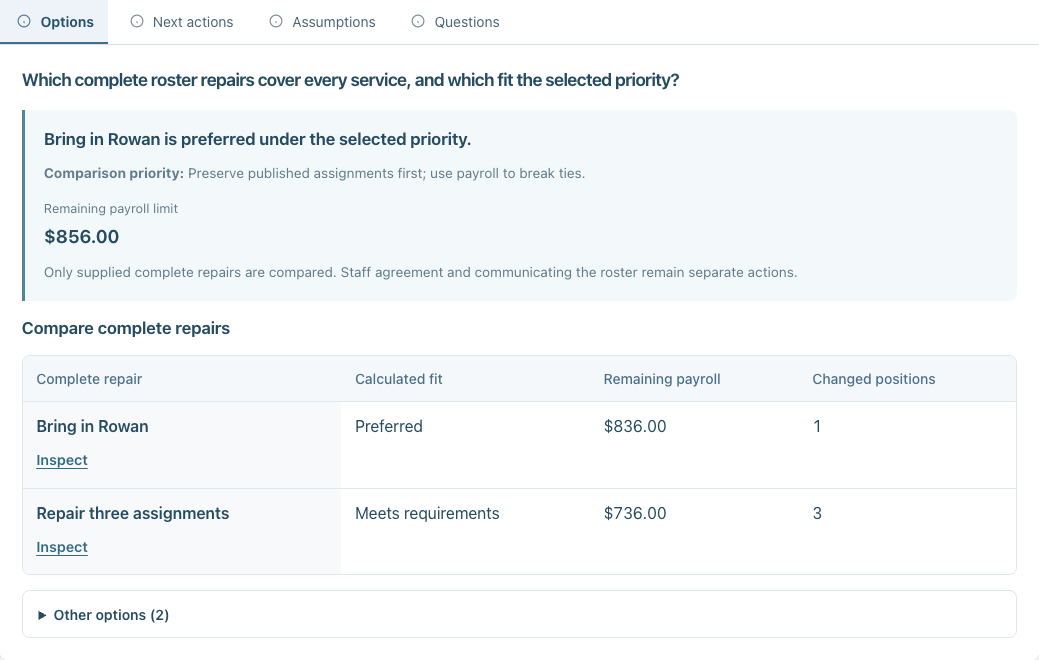 Options
Next actions
Assumptions
Questions
Which complete roster repairs cover every service, and which fit the selected priority?
Bring in Rowan is preferred under the selected priority.
Comparison priority: Preserve published assignments first; use payroll to break ties.
Remaining payroll limit
$856.00
Only supplied complete repairs are compared. Staff agreement and communicating the roster remain separate actions.
Compare complete repairs
Complete repair Calculated fit Remaining payroll Changed positions
Bring in Rowan Preferred $836.00 1
Inspect
Repair three assignments Meets requirements $736.00 3
Inspect
Other options (2)